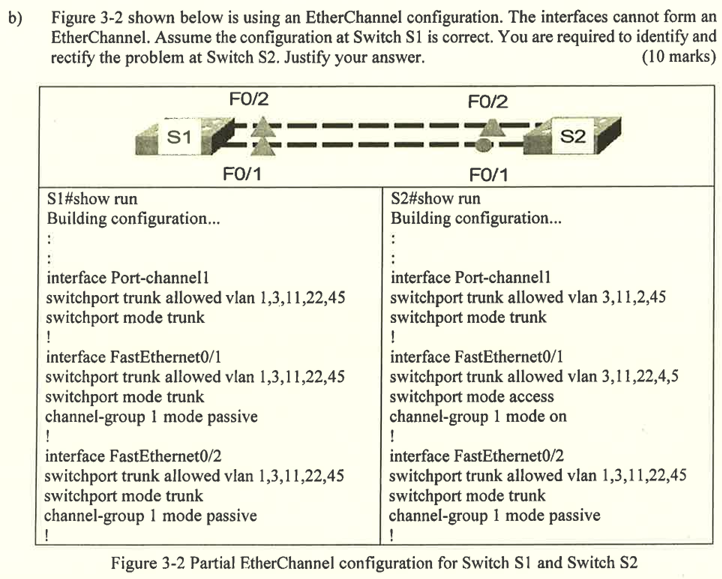 b) Figure 3-2 shown below is using an EtherChannel configuration. The interfaces cannot form an
EtherChannel. Assume the configuration at Switch S1 is correct. You are required to identify and
rectify the problem at Switch S2. Justify your answer. (10 marks)
F0/2 F0/2
S1 S2
F0/1 F0/1
S1#show run
Building configuration...
:
:
interface Port-channel1
switchport trunk allowed vlan 1,3,11,22,45
switchport mode trunk
!
interface FastEthernet0/1
switchport trunk allowed vlan 1,3,11,22,45
switchport mode trunk
channel-group 1 mode passive
!
interface FastEthernet0/2
switchport trunk allowed vlan 1,3,11,22,45
switchport mode trunk
channel-group 1 mode passive
!
S2#show run
Building configuration...
:
:
interface Port-channel1
switchport trunk allowed vlan 3,11,2,45
switchport mode trunk
!
interface FastEthernet0/1
switchport trunk allowed vlan 3,11,22,4,5
switchport mode access
channel-group 1 mode on
!
interface FastEthernet0/2
switchport trunk allowed vlan 1,3,11,22,45
switchport mode trunk
channel-group 1 mode passive
!
Figure 3-2 Partial EtherChannel configuration for Switch S1 and Switch S2